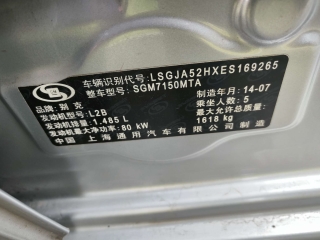 车辆识别代号: LSGJA52HXES169265
整车型号: SGM7150MTA
品牌: 别克 制造年月: 14-07
发动机型号: L2B 乘坐人数: 5
发动机排量: 1.485 L 最大允许总质量:
发动机最大净功率: 80 kW 1618 kg
中国 上海通用汽车有限公司 制造